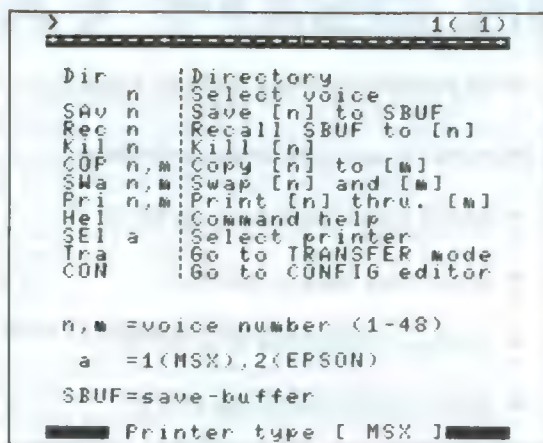 > 1( 1)
Dir |Directory
n |Select voice
SAv n |Save [n] to SBUF
Rec n |Recall SBUF to [n]
Kil n |Kill [n]
COP n,m|Copy [n] to [m]
SWa n,m|Swap [n] and [m]
Pri n,m|Print [n] thru. [m]
Hel |Command help
SEl a |Select printer
Tra |Go to TRANSFER mode
CON |Go to CONFIG editor
n,m =voice number (1-48)
a =1(MSX),2(EPSON)
SBUF=save-buffer
Printer type [ MSX ]